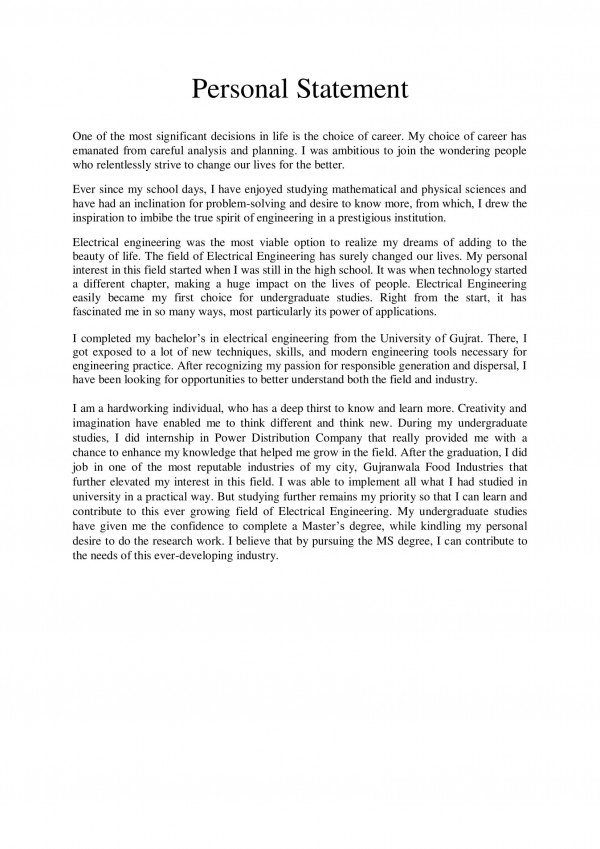 Personal Statement
One of the most significant decisions in life is the choice of career. My choice of career has
emanated from careful analysis and planning. I was ambitious to join the wondering people
who relentlessly strive to change our lives for the better.
Ever since my school days, I have enjoyed studying mathematical and physical sciences and
have had an inclination for problem-solving and desire to know more, from which, I drew the
inspiration to imbibe the true spirit of engineering in a prestigious institution.
Electrical engineering was the most viable option to realize my dreams of adding to the
beauty of life. The field of Electrical Engineering has surely changed our lives. My personal
interest in this field started when I was still in the high school. It was when technology started
a different chapter, making a huge impact on the lives of people. Electrical Engineering
easily became my first choice for undergraduate studies. Right from the start, it has
fascinated me in so many ways, most particularly its power of applications.
I completed my bachelor's in electrical engineering from the University of Gujrat. There, I
got exposed to a lot of new techniques, skills, and modern engineering tools necessary for
engineering practice. After recognizing my passion for responsible generation and dispersal, I
have been looking for opportunities to better understand both the field and industry.
I am a hardworking individual, who has a deep thirst to know and learn more. Creativity and
imagination have enabled me to think different and think new. During my undergraduate
studies, I did internship in Power Distribution Company that really provided me with a
chance to enhance my knowledge that helped me grow in the field. After the graduation, I did
job in one of the most reputable industries of my city, Gujranwala Food Industries that
further elevated my interest in this field. I was able to implement all what I had studied in
university in a practical way. But studying further remains my priority so that I can learn and
contribute to this ever growing field of Electrical Engineering. My undergraduate studies
have given me the confidence to complete a Master's degree, while kindling my personal
desire to do the research work. I believe that by pursuing the MS degree, I can contribute to
the needs of this ever-developing industry.